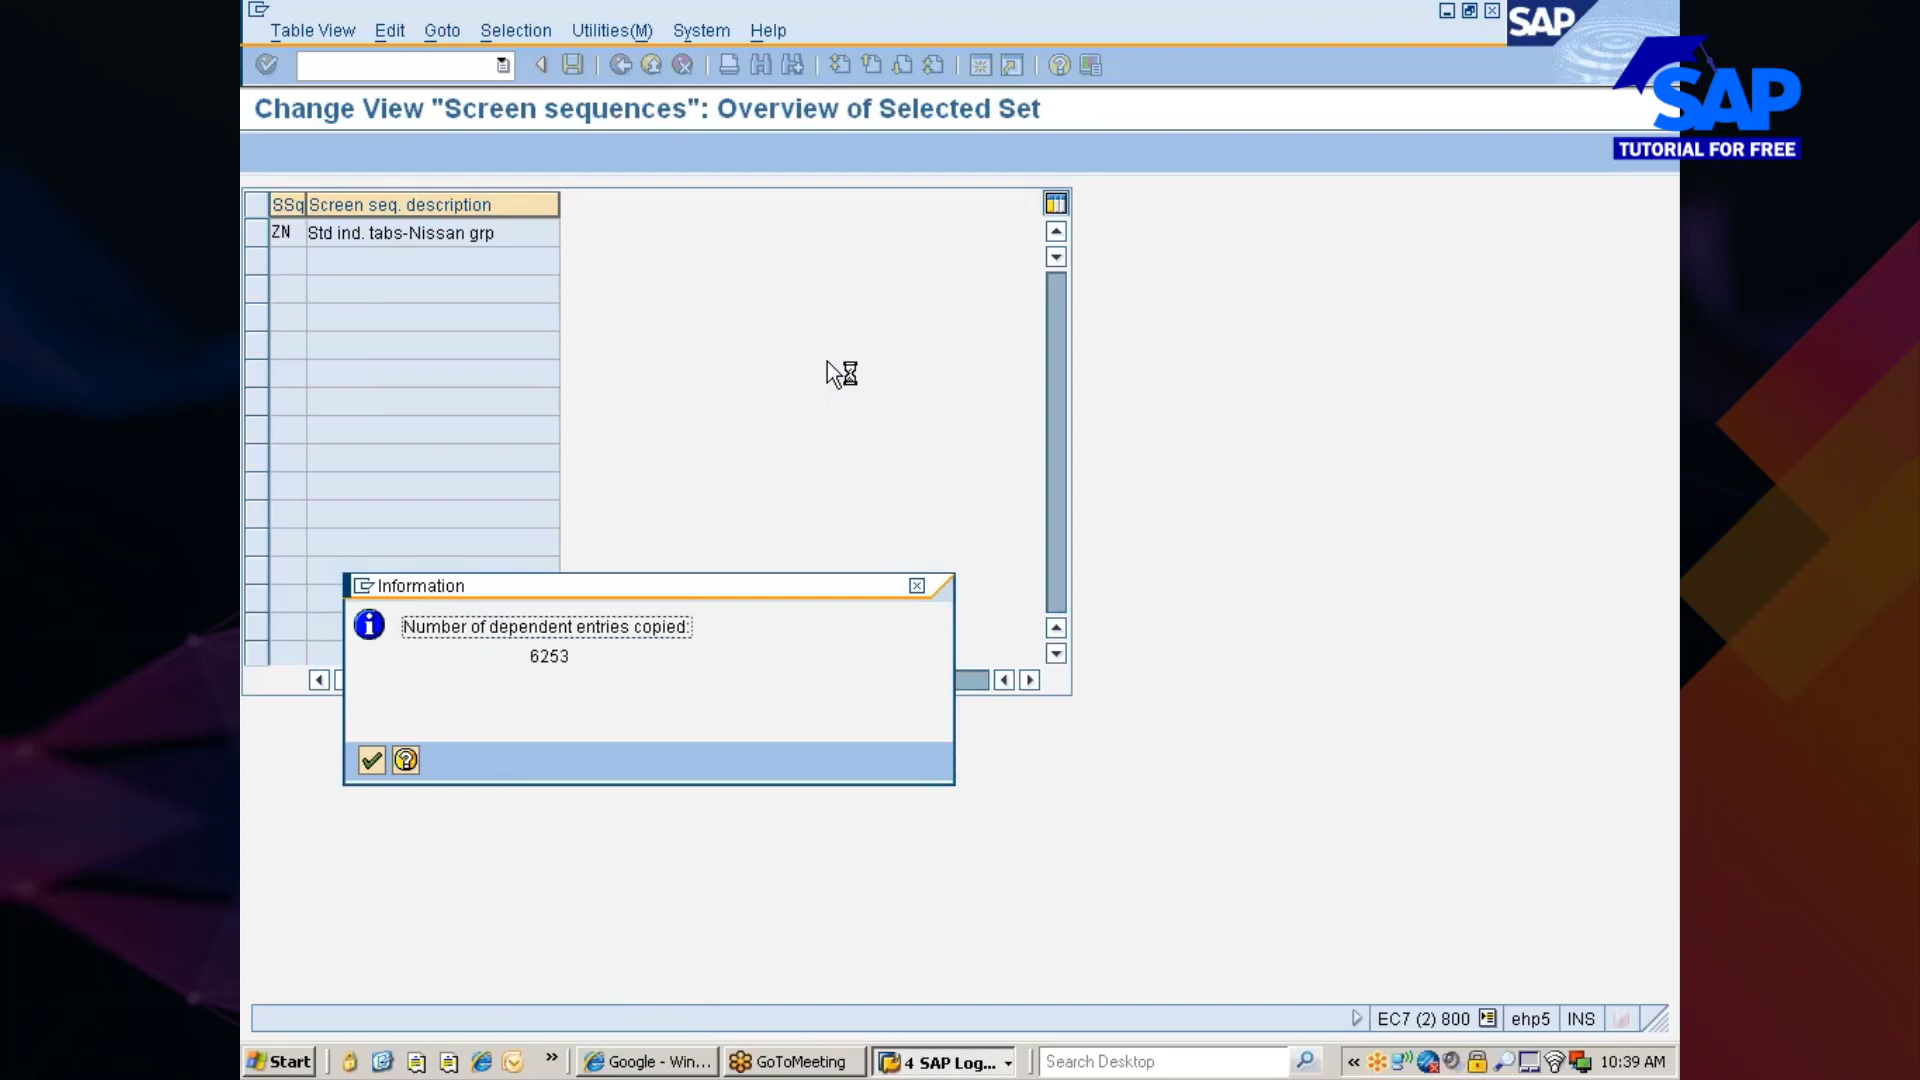 Table View Edit Goto Selection Utilities(M) System Help
SAP
SAP
TUTORIAL FOR FREE
Change View "Screen sequences": Overview of Selected Set
SSq Screen seq. description
ZN Std ind. tabs-Nissan grp
Information
Number of dependent entries copied:
6253
EC7 (2) 800 ehp5 INS
Start » Google - Win... GoToMeeting 4 SAP Log... Search Desktop « 10:39 AM